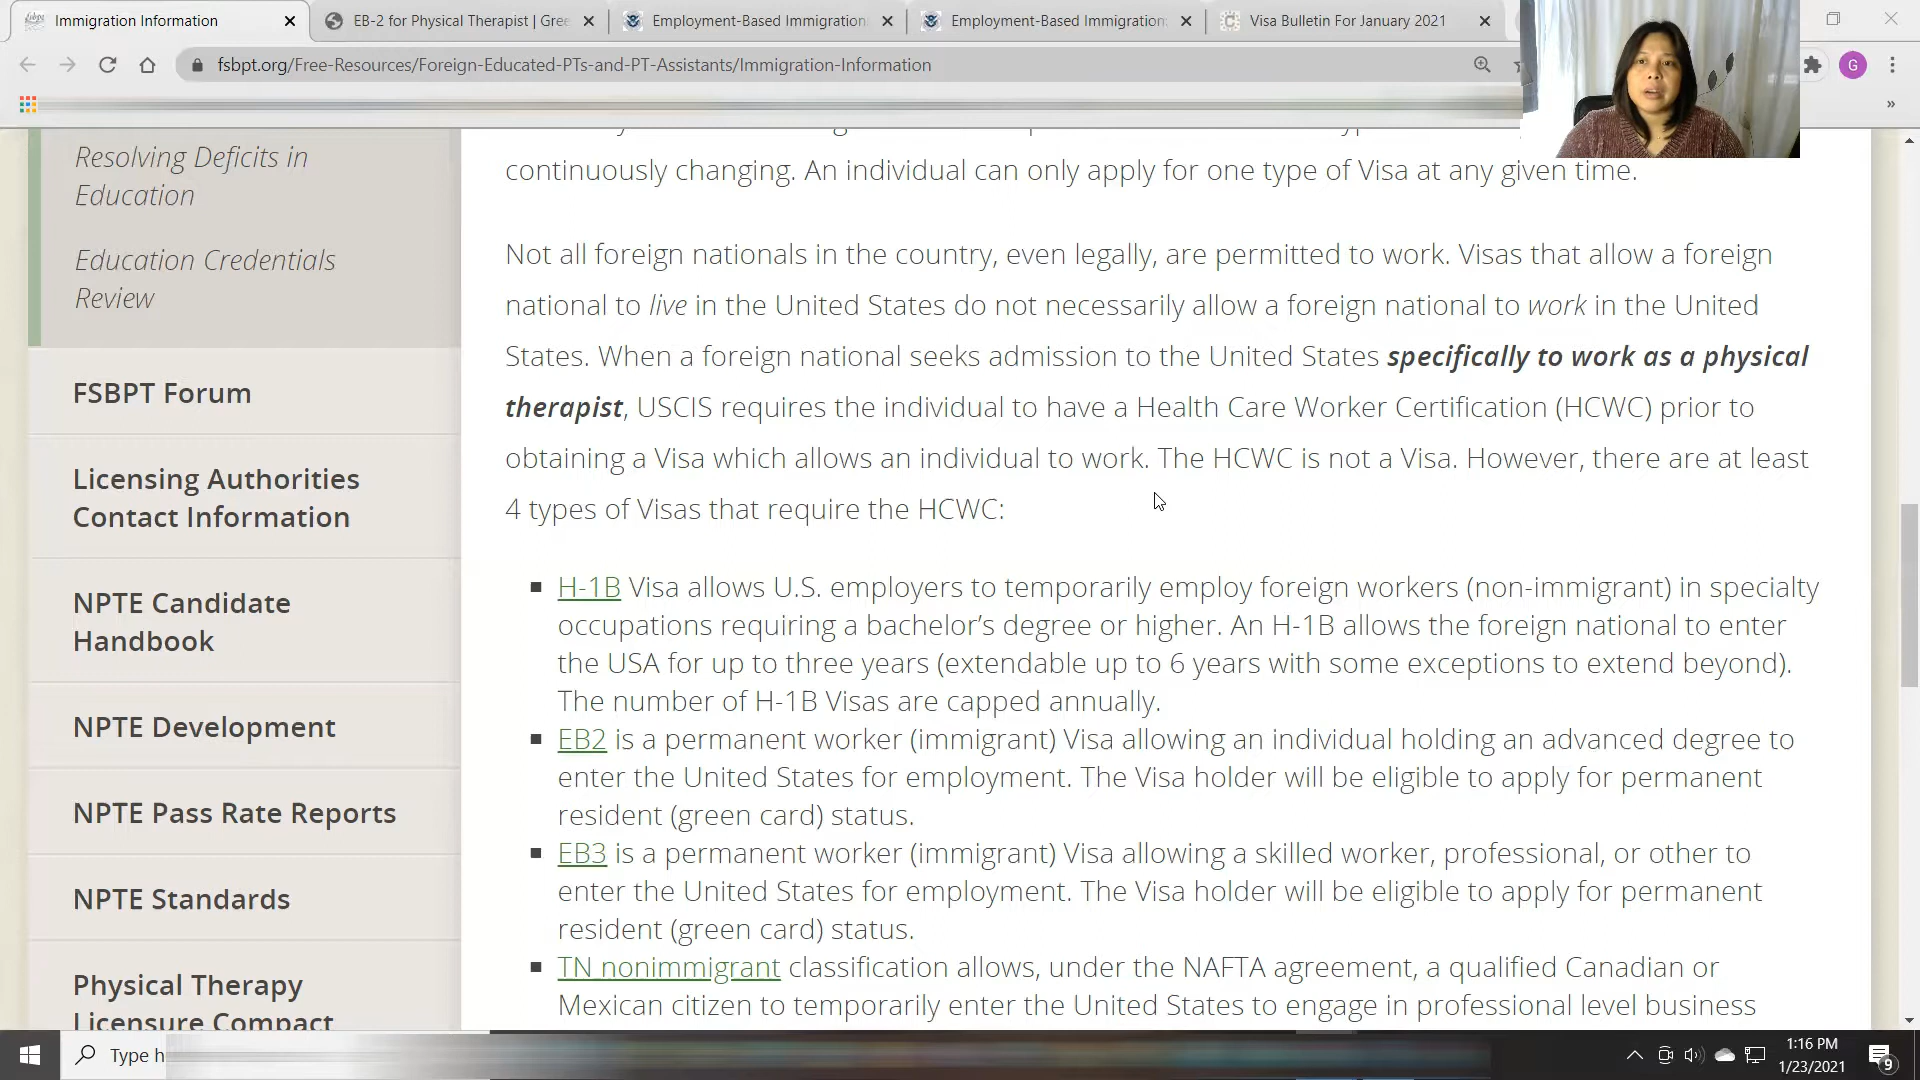 Immigration Information
EB-2 for Physical Therapist | Gree
Employment-Based Immigration
Employment-Based Immigration:
Visa Bulletin For January 2021
fsbpt.org/Free-Resources/Foreign-Educated-PTs-and-PT-Assistants/Immigration-Information
G
»
Resolving Deficits in
Education
Education Credentials
Review
FSBPT Forum
Licensing Authorities
Contact Information
NPTE Candidate
Handbook
NPTE Development
NPTE Pass Rate Reports
NPTE Standards
Physical Therapy
Licensure Compact
continuously changing. An individual can only apply for one type of Visa at any given time.
Not all foreign nationals in the country, even legally, are permitted to work. Visas that allow a foreign
national to live in the United States do not necessarily allow a foreign national to work in the United
States. When a foreign national seeks admission to the United States specifically to work as a physical
therapist, USCIS requires the individual to have a Health Care Worker Certification (HCWC) prior to
obtaining a Visa which allows an individual to work. The HCWC is not a Visa. However, there are at least
4 types of Visas that require the HCWC:
▪ H-1B Visa allows U.S. employers to temporarily employ foreign workers (non-immigrant) in specialty
occupations requiring a bachelor’s degree or higher. An H-1B allows the foreign national to enter
the USA for up to three years (extendable up to 6 years with some exceptions to extend beyond).
The number of H-1B Visas are capped annually.
▪ EB2 is a permanent worker (immigrant) Visa allowing an individual holding an advanced degree to
enter the United States for employment. The Visa holder will be eligible to apply for permanent
resident (green card) status.
▪ EB3 is a permanent worker (immigrant) Visa allowing a skilled worker, professional, or other to
enter the United States for employment. The Visa holder will be eligible to apply for permanent
resident (green card) status.
▪ TN nonimmigrant classification allows, under the NAFTA agreement, a qualified Canadian or
Mexican citizen to temporarily enter the United States to engage in professional level business
Type h
1:16 PM
1/23/2021
9